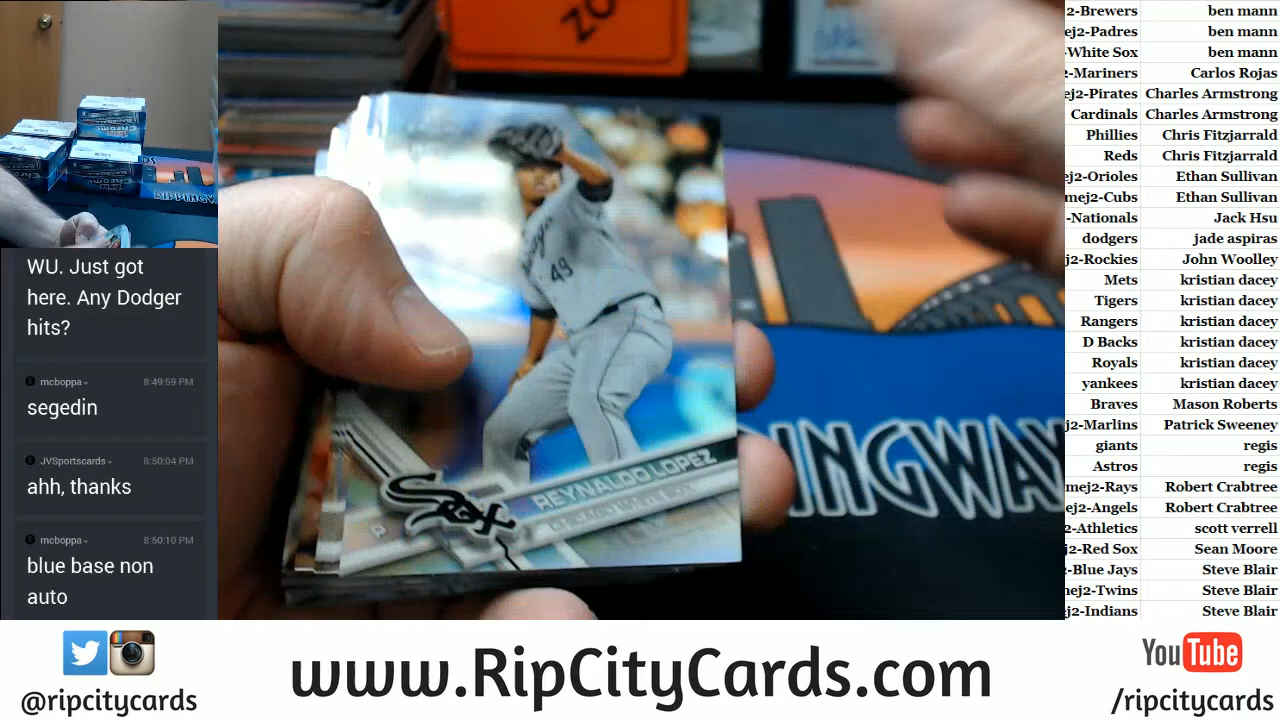 WU. Just got
here. Any Dodger
hits?
mcboppa 8:49:59 PM
segedin
JVSportscards 8:50:04 PM
ahh, thanks
mcboppa 8:50:10 PM
blue base non
auto
ZO
49
Sox
REYNALDO LOPEZ
PINGWAY
RIPPINGWAY
2-Brewers ben mann
ej2-Padres ben mann
-White Sox ben mann
2-Mariners Carlos Rojas
ej2-Pirates Charles Armstrong
Cardinals Charles Armstrong
Phillies Chris Fitzjarrald
Reds Chris Fitzjarrald
ej2-Orioles Ethan Sullivan
mej2-Cubs Ethan Sullivan
-Nationals Jack Hsu
dodgers jade aspiras
j2-Rockies John Woolley
Mets kristian dacey
Tigers kristian dacey
Rangers kristian dacey
D Backs kristian dacey
Royals kristian dacey
yankees kristian dacey
Braves Mason Roberts
j2-Marlins Patrick Sweeney
giants regis
Astros regis
mej2-Rays Robert Crabtree
mej2-Angels Robert Crabtree
2-Athletics scott verrell
j2-Red Sox Sean Moore
-Blue Jays Steve Blair
nej2-Twins Steve Blair
ej2-Indians Steve Blair
@ripcitycards
www.RipCityCards.com
YouTube
/ripcitycards